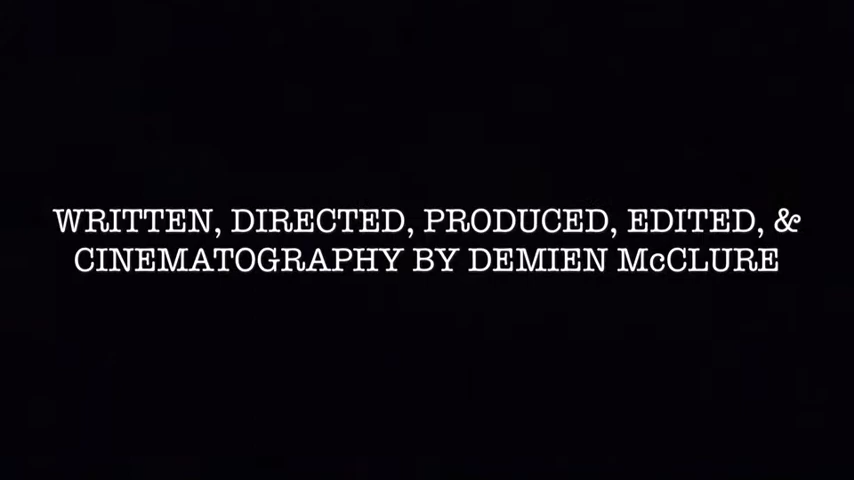 WRITTEN, DIRECTED, PRODUCED, EDITED, &
CINEMATOGRAPHY BY DEMIEN McCLURE